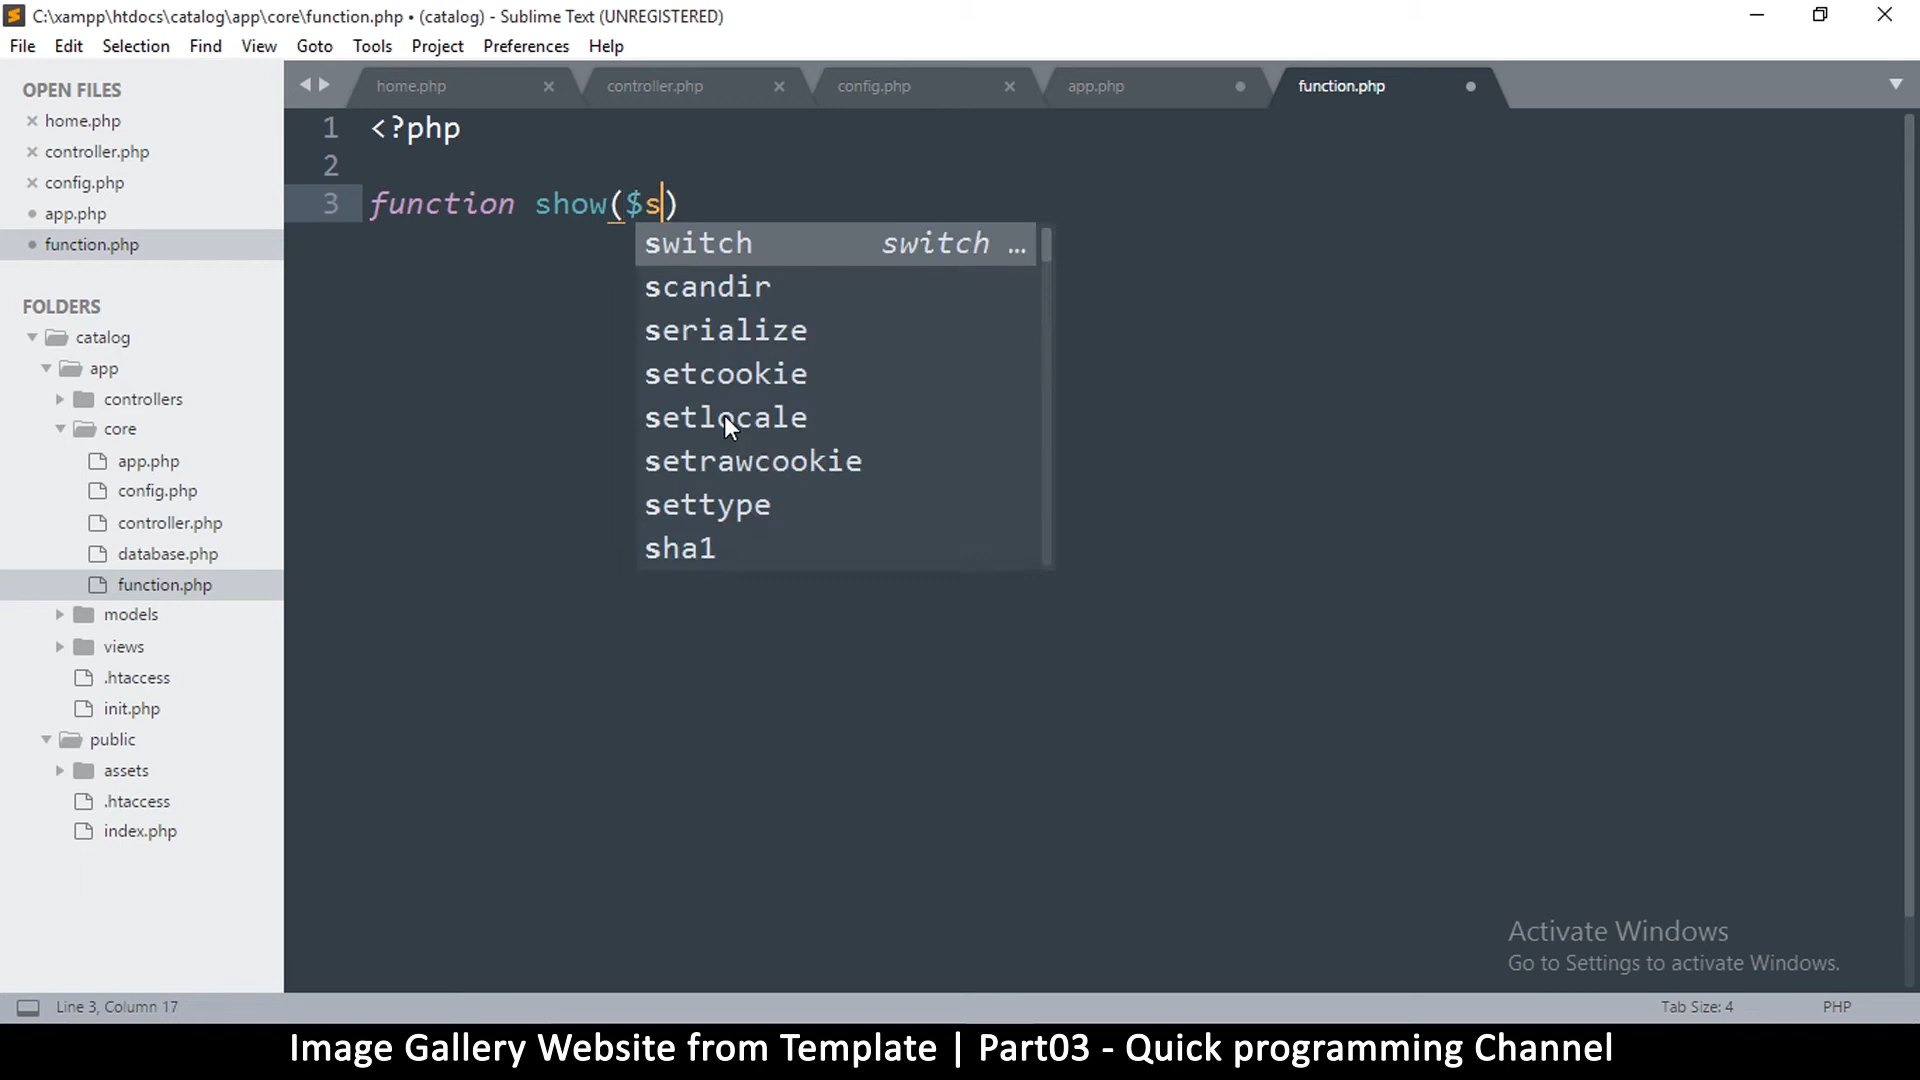 C:\xampp\htdocs\catalog\app\core\function.php • (catalog) - Sublime Text (UNREGISTERED)
File Edit Selection Find View Goto Tools Project Preferences Help
OPEN FILES
home.php
controller.php
config.php
app.php
function.php
FOLDERS
catalog
app
controllers
core
app.php
config.php
controller.php
database.php
function.php
models
views
.htaccess
init.php
public
assets
.htaccess
index.php
home.php controller.php config.php app.php function.php
1 <?php
2
3 function show($s)
switch switch ...
scandir
serialize
setcookie
setlocale
setrawcookie
settype
sha1
Activate Windows
Go to Settings to activate Windows.
Line 3, Column 17 Tab Size: 4 PHP
Image Gallery Website from Template | Part03 - Quick programming Channel